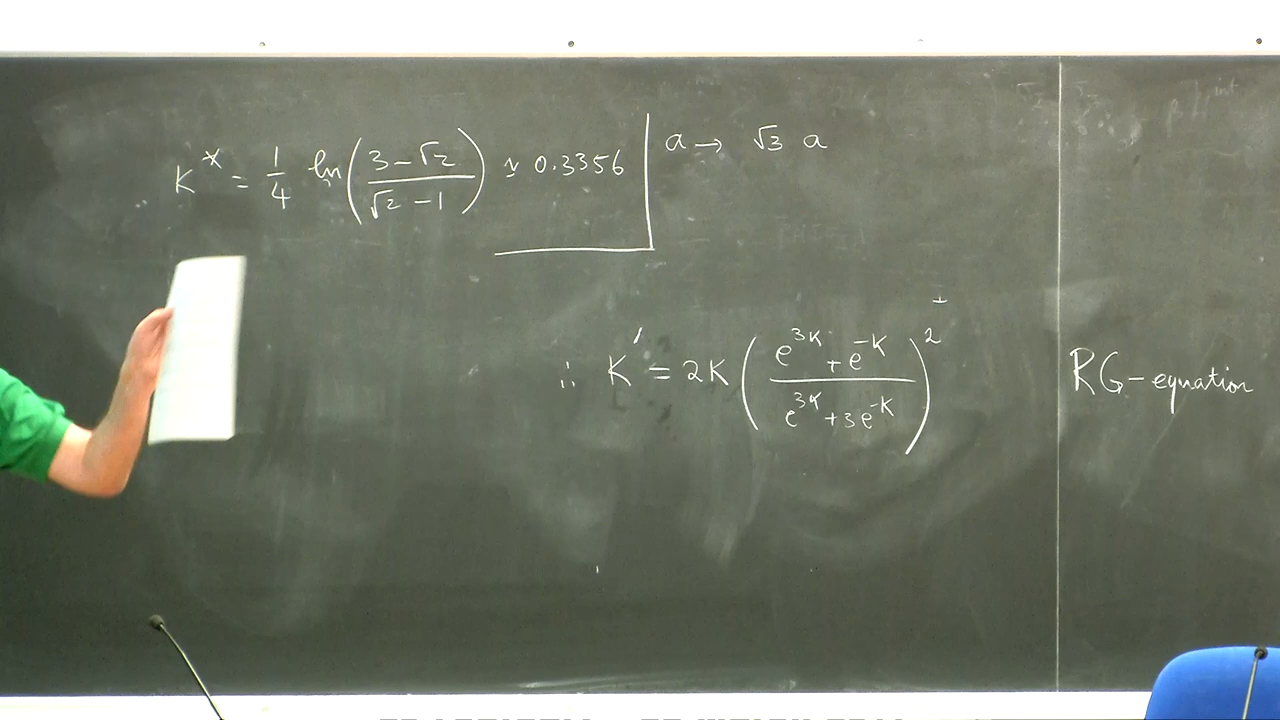 K* = 1/4 ln((3-√2)/(√2-1)) ≃ 0.3356
a → √3 a
∴ K' = 2K((e^{3K}+e^{-K})/(e^{3K}+3e^{-K}))^2
RG-equation